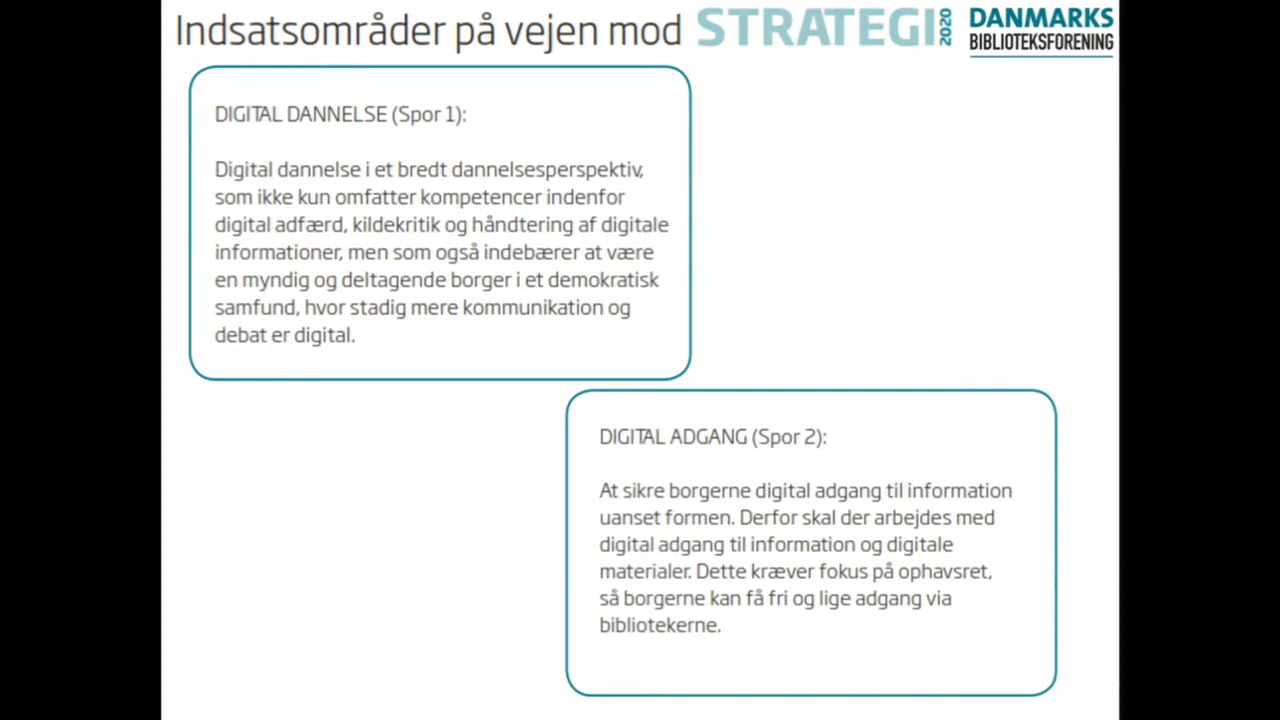 Indsatsområder på vejen mod STRATEGI 2020
DANMARKS
BIBLIOTEKSFORENING
DIGITAL DANNELSE (Spor 1):
Digital dannelse i et bredt dannelsesperspektiv,
som ikke kun omfatter kompetencer indenfor
digital adfærd, kildekritik og håndtering af digitale
informationer, men som også indebærer at være
en myndig og deltagende borger i et demokratisk
samfund, hvor stadig mere kommunikation og
debat er digital.
DIGITAL ADGANG (Spor 2):
At sikre borgerne digital adgang til information
uanset formen. Derfor skal der arbejdes med
digital adgang til information og digitale
materialer. Dette kræver fokus på ophavsret,
så borgerne kan få fri og lige adgang via
bibliotekerne.